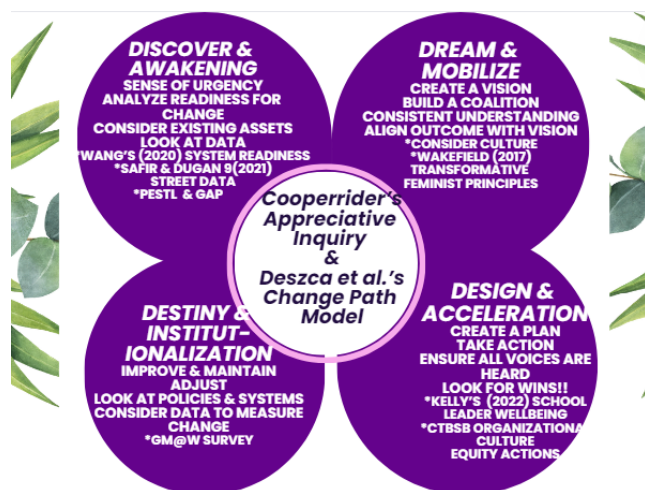 DISCOVER &
AWAKENING
SENSE OF URGENCY
ANALYZE READINESS FOR
CHANGE
CONSIDER EXISTING ASSETS
LOOK AT DATA
*WANG'S (2020) SYSTEM READINESS
*SAFIR & DUGAN 9(2021)
STREET DATA
*PESTL & GAP
DREAM &
MOBILIZE
CREATE A VISION
BUILD A COALITION
CONSISTENT UNDERSTANDING
ALIGN OUTCOME WITH VISION
*CONSIDER CULTURE
*WAKEFIELD (2017)
TRANSFORMATIVE
FEMINIST PRINCIPLES
Cooperrider's
Appreciative
Inquiry
&
Deszca et al.'s
Change Path
Model
DESTINY &
INSTITUT-
IONALIZATION
IMPROVE & MAINTAIN
ADJUST
LOOK AT POLICIES & SYSTEMS
CONSIDER DATA TO MEASURE
CHANGE
*GM@W SURVEY
DESIGN &
ACCELERATION
CREATE A PLAN
TAKE ACTION
ENSURE ALL VOICES ARE
HEARD
LOOK FOR WINS!!
*KELLY'S (2022) SCHOOL
LEADER WELLBEING
*CTBSB ORGANIZATIONA
CULTURE
EQUITY ACTIONS